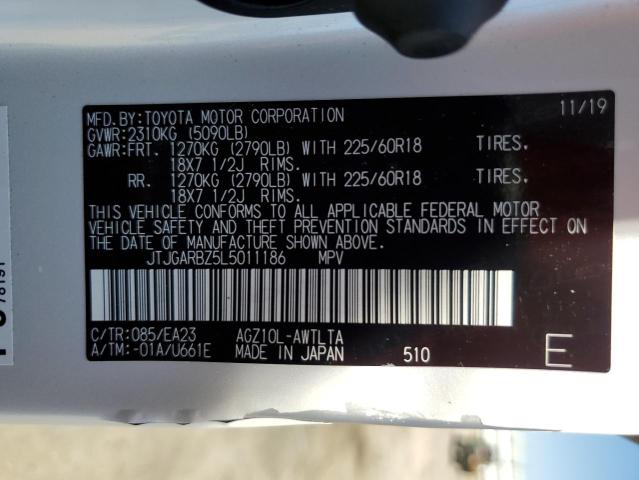 MFD.BY:TOYOTA MOTOR CORPORATION 11/19
GVWR:2310KG (5090LB)
GAWR:FRT. 1270KG (2790LB) WITH 225/60R18 TIRES.
18X7 1/2J RIMS.
RR. 1270KG (2790LB) WITH 225/60R18 TIRES.
18X7 1/2J RIMS.
THIS VEHICLE CONFORMS TO ALL APPLICABLE FEDERAL MOTOR
VEHICLE SAFETY AND THEFT PREVENTION STANDARDS IN EFFECT ON
THE DATE OF MANUFACTURE SHOWN ABOVE.
JTJGARBZ5L5011186 MPV
C/TR:085/EA23 AGZ10L-AWTLTA
A/TM:-01A/U661E MADE IN JAPAN 510 E